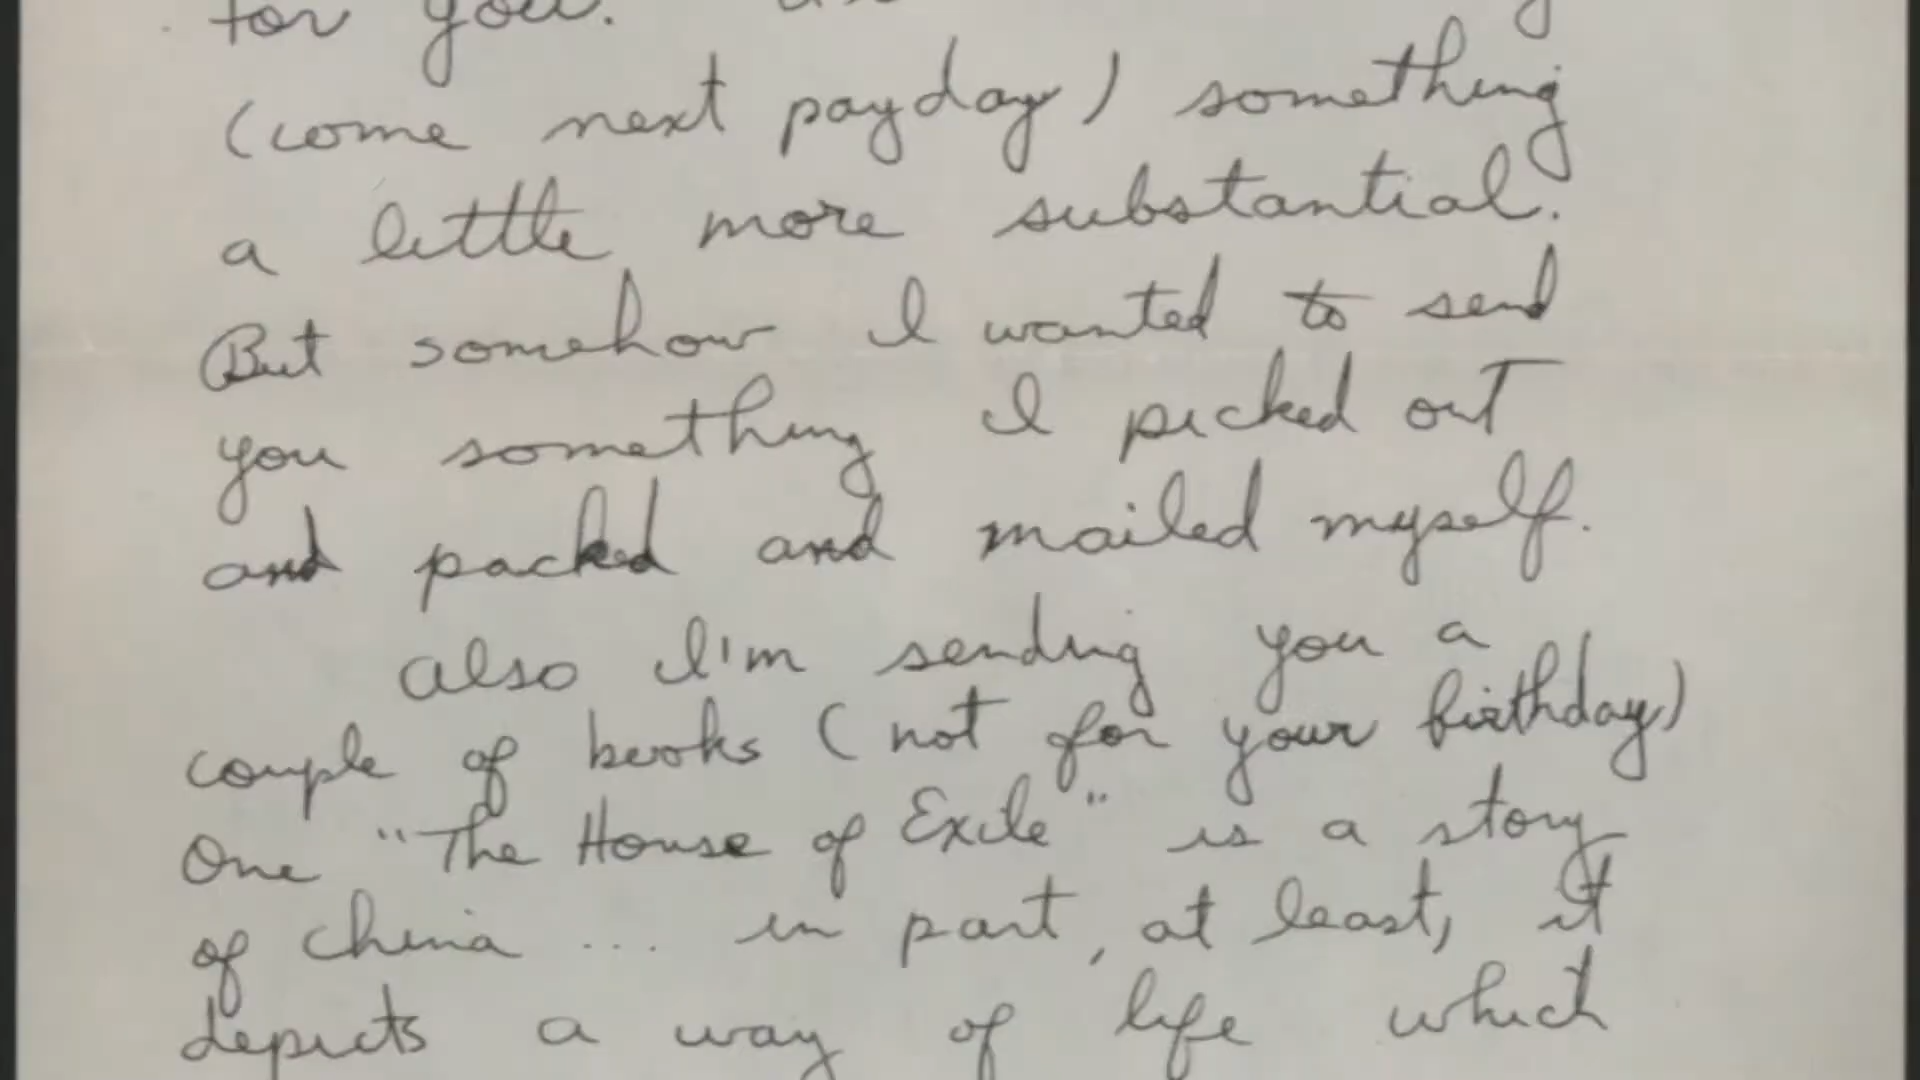 for you.
(come next payday) something
a little more substantial.
But somehow I wanted to send
you something I picked out
and packed and mailed myself.
Also I'm sending you a
couple of books (not for your birthday)
One "The House of Exile" is a story
of China ... in part, at least, it
depicts a way of life which